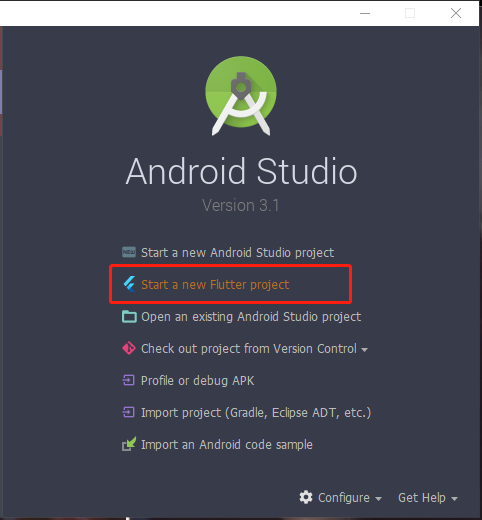 Android Studio
Version 3.1
Start a new Android Studio project
Start a new Flutter project
Open an existing Android Studio project
Check out project from Version Control
Profile or debug APK
Import project (Gradle, Eclipse ADT, etc.)
Import an Android code sample
Configure Get Help